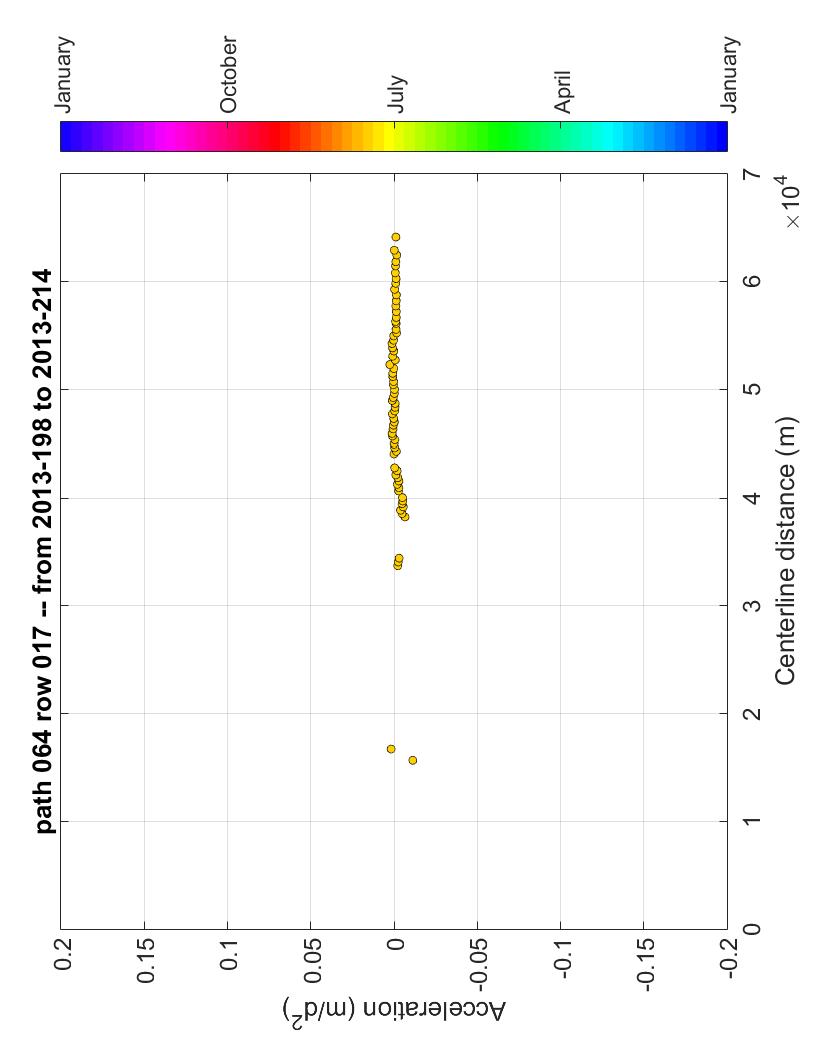 path 064 row 017 -- from 2013-198 to 2013-214
Acceleration (m/d²)
0.2
0.15
0.1
0.05
0
-0.05
-0.1
-0.15
-0.2
0
1
2
3
4
5
6
7
×10⁴
Centerline distance (m)
January
October
July
April
January